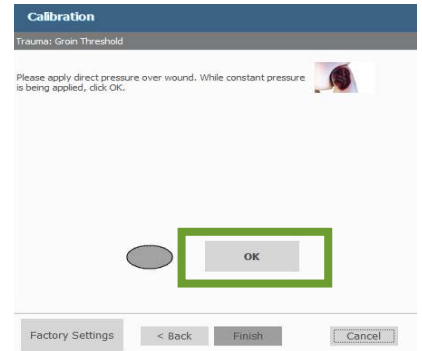 Calibration
Trauma: Groin Threshold
Please apply direct pressure over wound. While constant pressure
is being applied, click OK.
OK
Factory Settings
< Back
Finish
Cancel